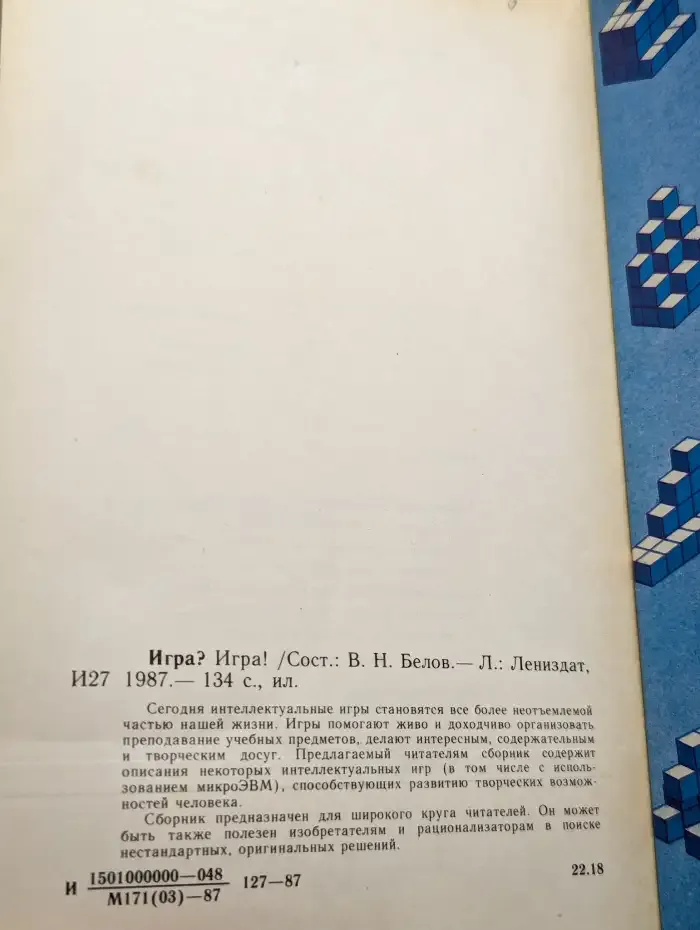 Игра? Игра! /Сост.: В. Н. Белов.— Л.: Лениздат,
И27 1987.— 134 с., ил.
Сегодня интеллектуальные игры становятся все более неотъемлемой
частью нашей жизни. Игры помогают живо и доходчиво организовать
преподавание учебных предметов, делают интересным, содержательным
и творческим досуг. Предлагаемый читателям сборник содержит
описания некоторых интеллектуальных игр (в том числе с исполь-
зованием микроЭВМ), способствующих развитию творческих возмож-
ностей человека.
Сборник предназначен для широкого круга читателей. Он может
быть также полезен изобретателям и рационализаторам в поиске
нестандартных, оригинальных решений.
И 1501000000—048
М171(03)—87 127—87
22.18